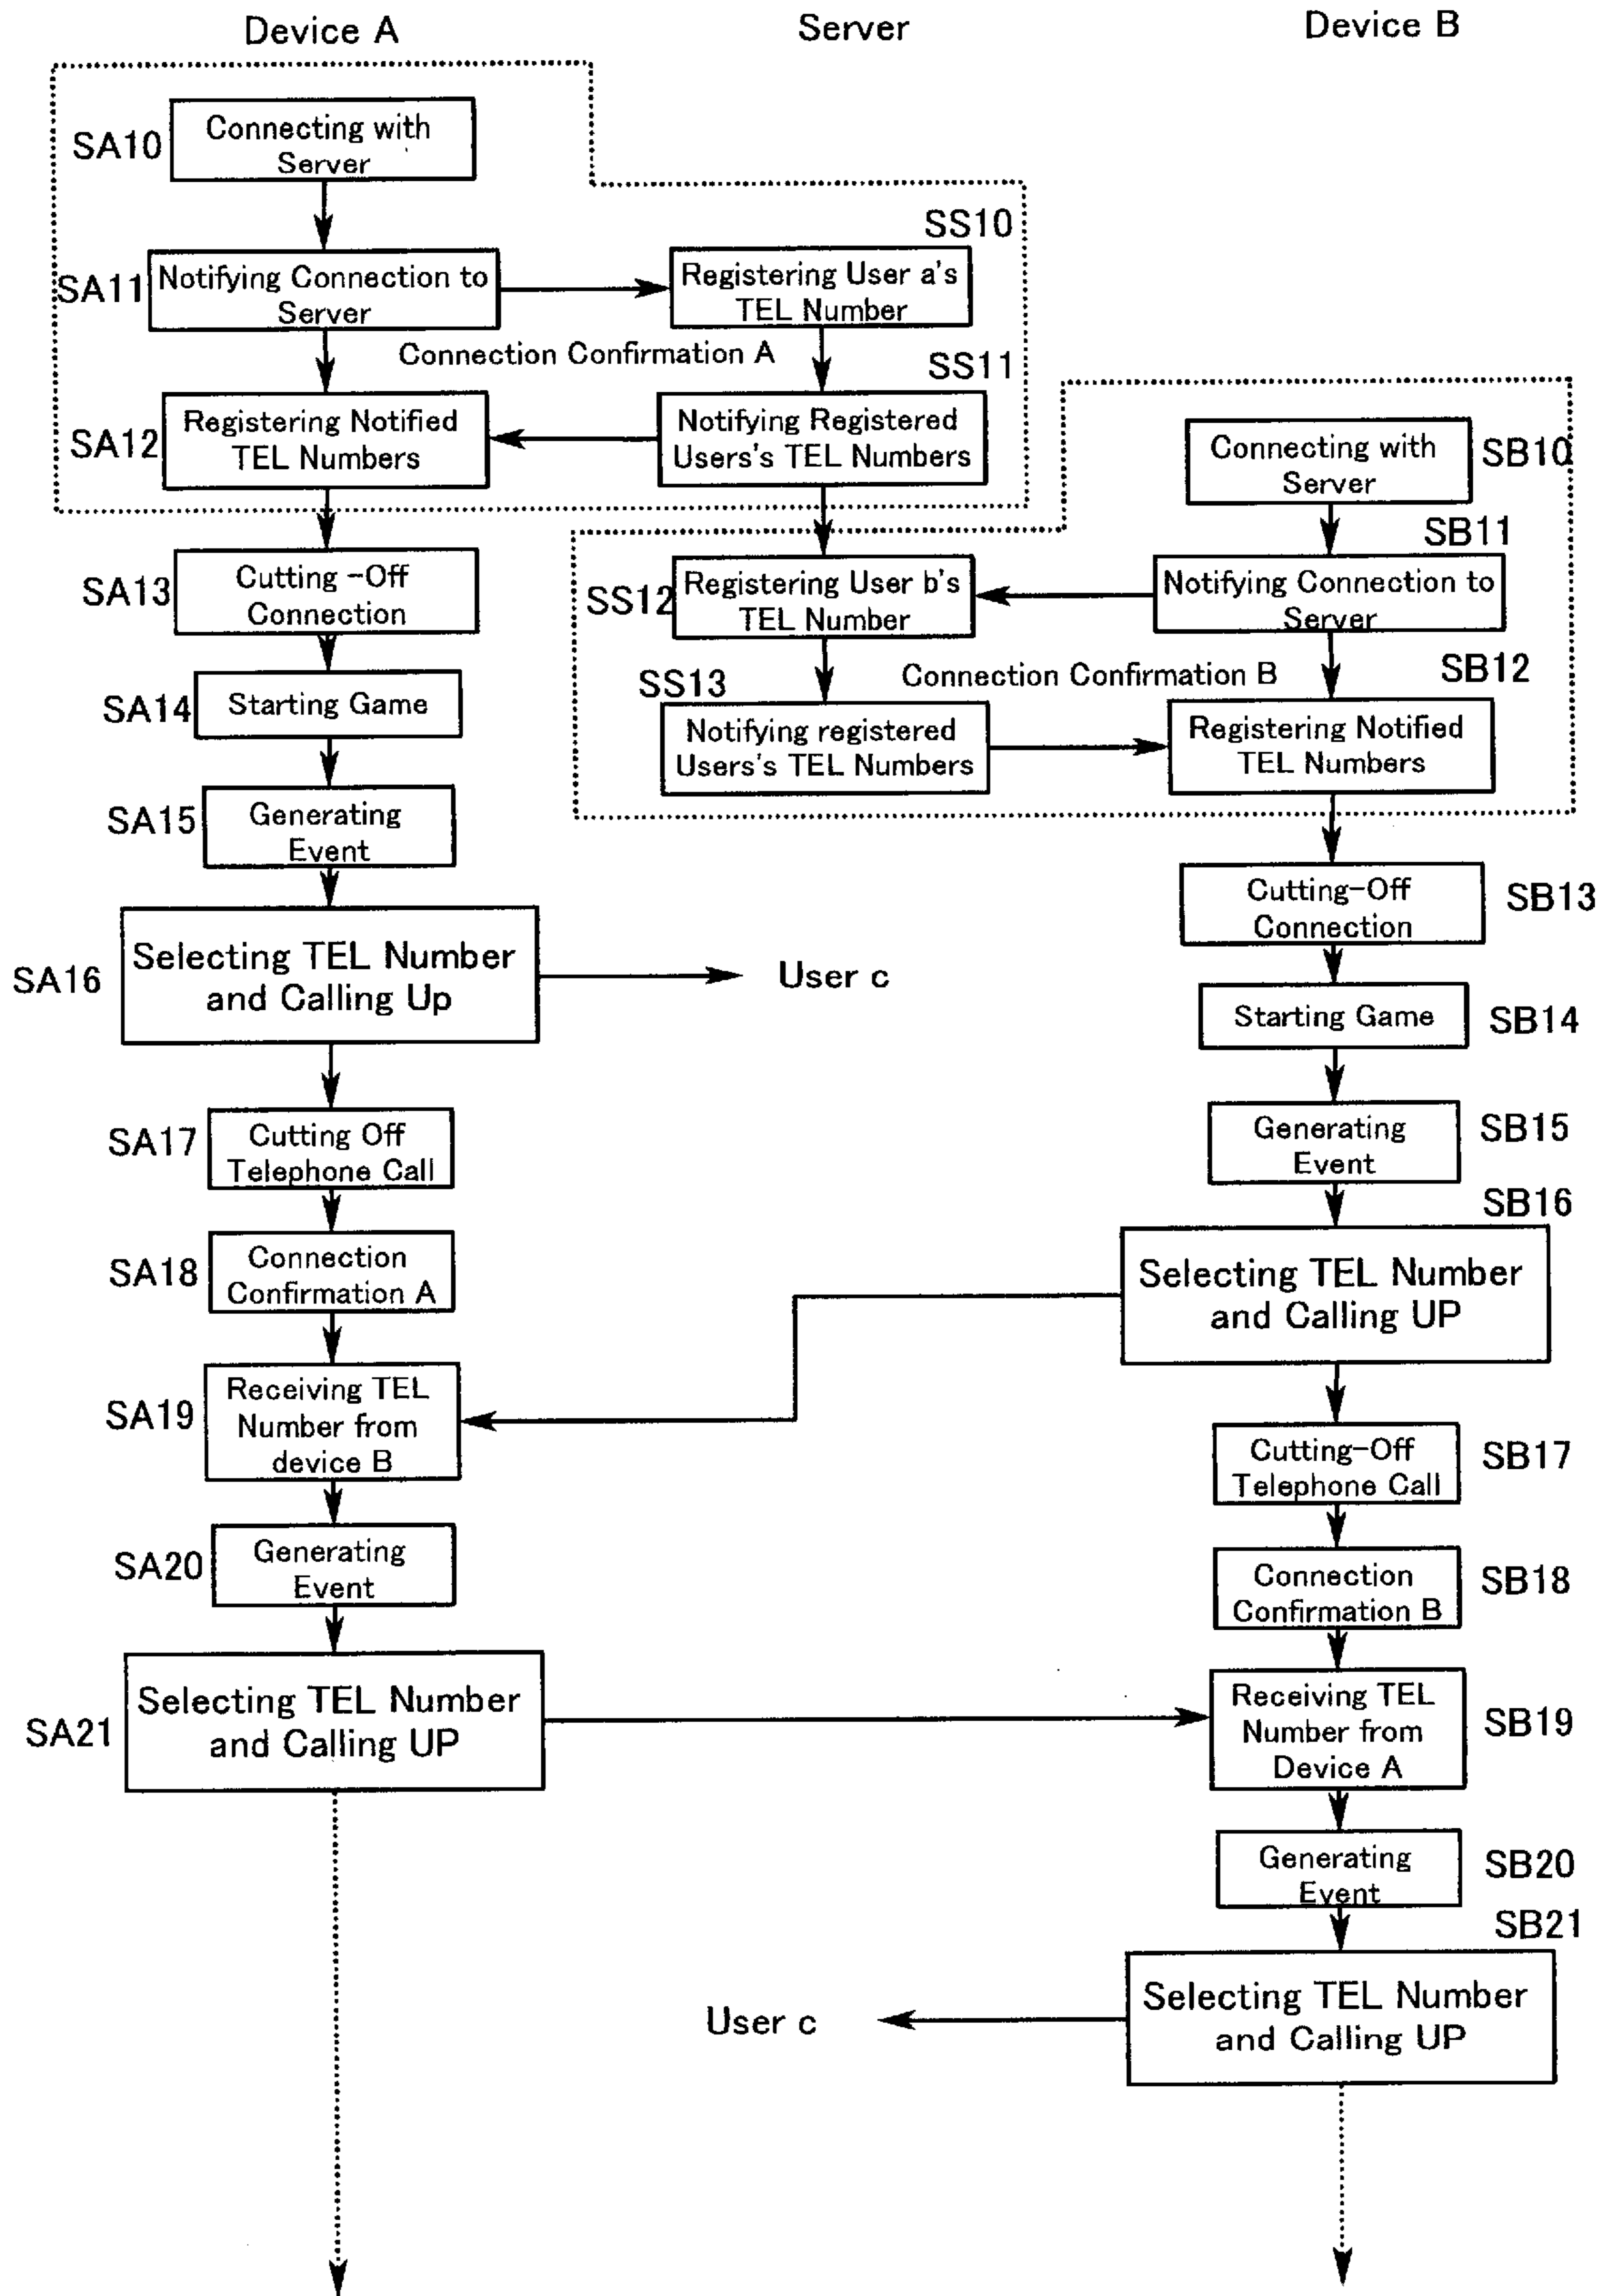 Device A
Server
Device B
SA10
Connecting with
Server
SA11
Notifying Connection to
Server
SS10
Registering User a's
TEL Number
Connection Confirmation A
SS11
SA12
Registering Notified
TEL Numbers
Notifying Registered
Users's TEL Numbers
Connecting with
Server
SB10
SB11
SA13
Cutting -Off
Connection
SS12
Registering User b's
TEL Number
Notifying Connection to
Server
SA14
Starting Game
SS13
Connection Confirmation B
SB12
Notifying registered
Users's TEL Numbers
Registering Notified
TEL Numbers
SA15
Generating
Event
Cutting-Off
Connection
SB13
SA16
Selecting TEL Number
and Calling Up
User c
Starting Game
SB14
SA17
Cutting Off
Telephone Call
Generating
Event
SB15
SB16
SA18
Connection
Confirmation A
Selecting TEL Number
and Calling UP
SA19
Receiving TEL
Number from
device B
Cutting-Off
Telephone Call
SB17
SA20
Generating
Event
Connection
Confirmation B
SB18
SA21
Selecting TEL Number
and Calling UP
Receiving TEL
Number from
Device A
SB19
Generating
Event
SB20
SB21
User c
Selecting TEL Number
and Calling UP